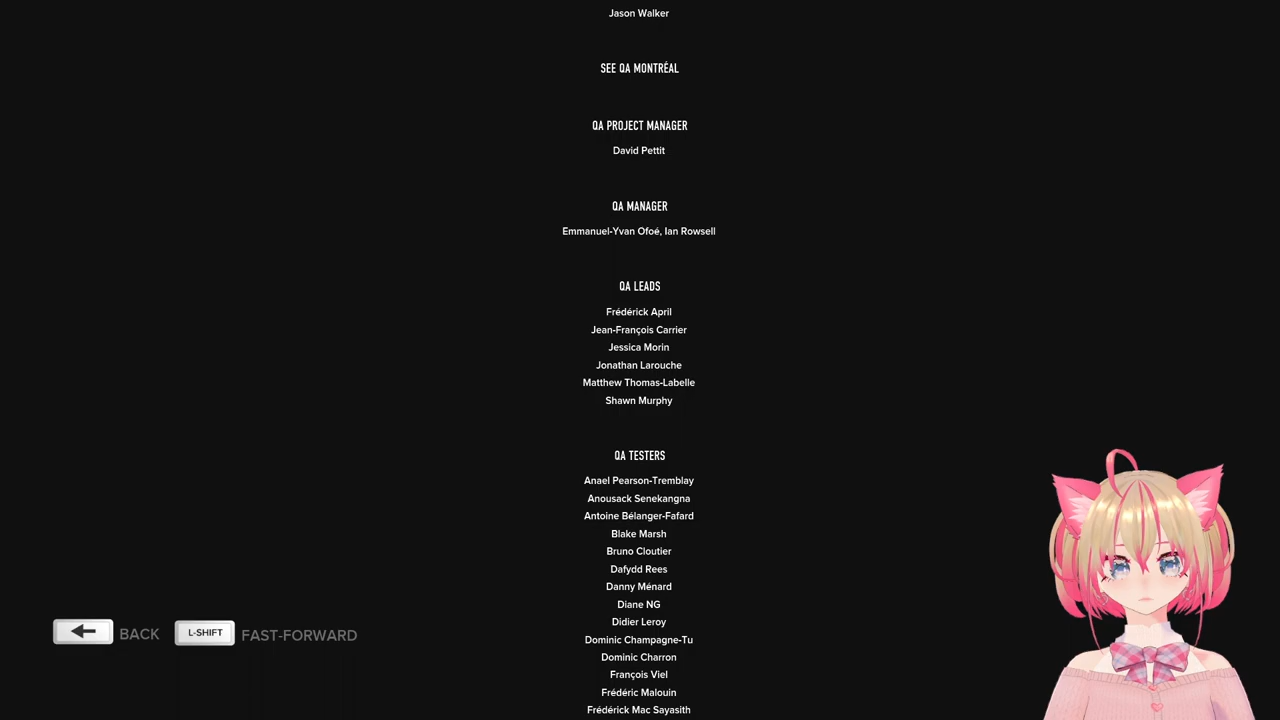 Jason Walker
SEE QA MONTRÉAL
QA PROJECT MANAGER
David Pettit
QA MANAGER
Emmanuel-Yvan Ofoé, Ian Rowsell
QA LEADS
Frédérick April
Jean-François Carrier
Jessica Morin
Jonathan Larouche
Matthew Thomas-Labelle
Shawn Murphy
QA TESTERS
Anael Pearson-Tremblay
Anousack Senekangna
Antoine Bélanger-Fafard
Blake Marsh
Bruno Cloutier
Dafydd Rees
Danny Ménard
Diane NG
Didier Leroy
Dominic Champagne-Tu
Dominic Charron
François Viel
Frédéric Malouin
Frédérick Mac Sayasith
BACK
L-SHIFT FAST-FORWARD